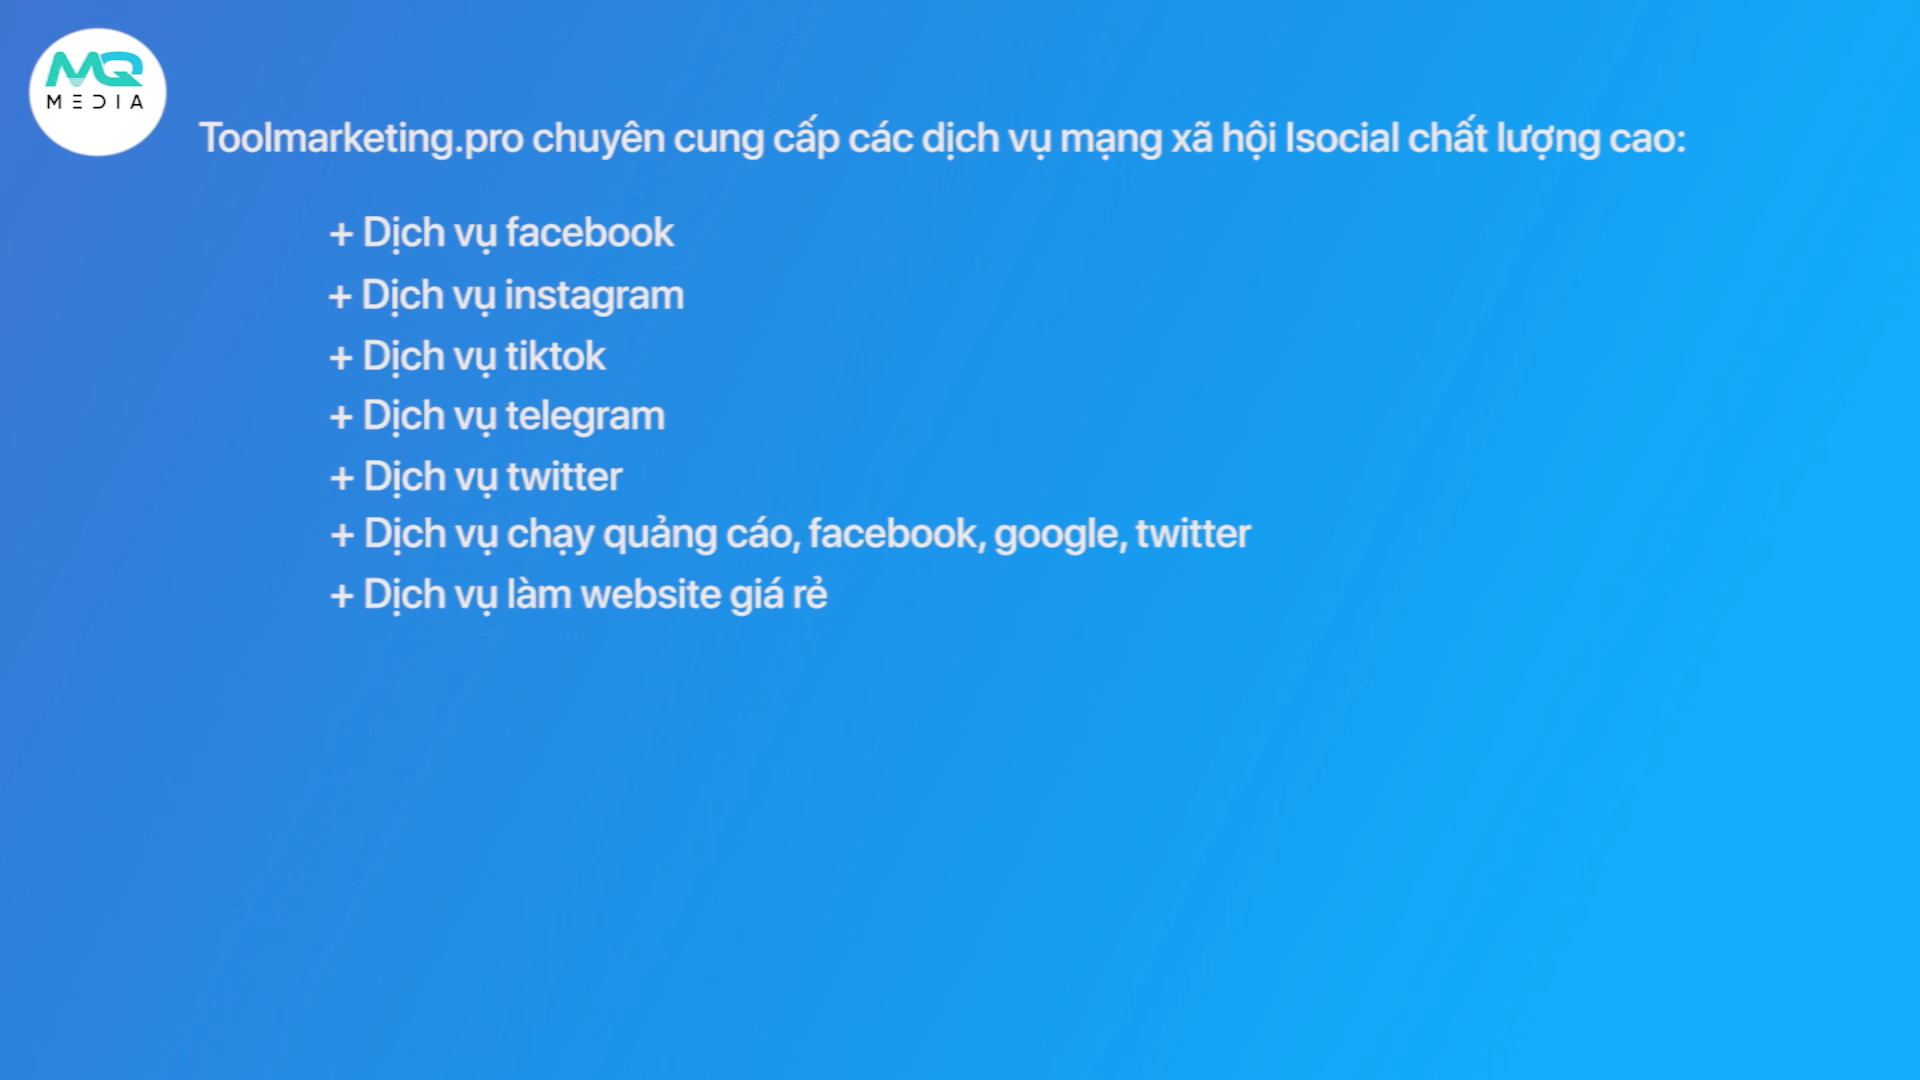 MQ
MEDIA
Toolmarketing.pro chuyên cung cấp các dịch vụ mạng xã hội Isocial chất lượng cao:
+ Dịch vụ facebook
+ Dịch vụ instagram
+ Dịch vụ tiktok
+ Dịch vụ telegram
+ Dịch vụ twitter
+ Dịch vụ chạy quảng cáo, facebook, google, twitter
+ Dịch vụ làm website giá rẻ